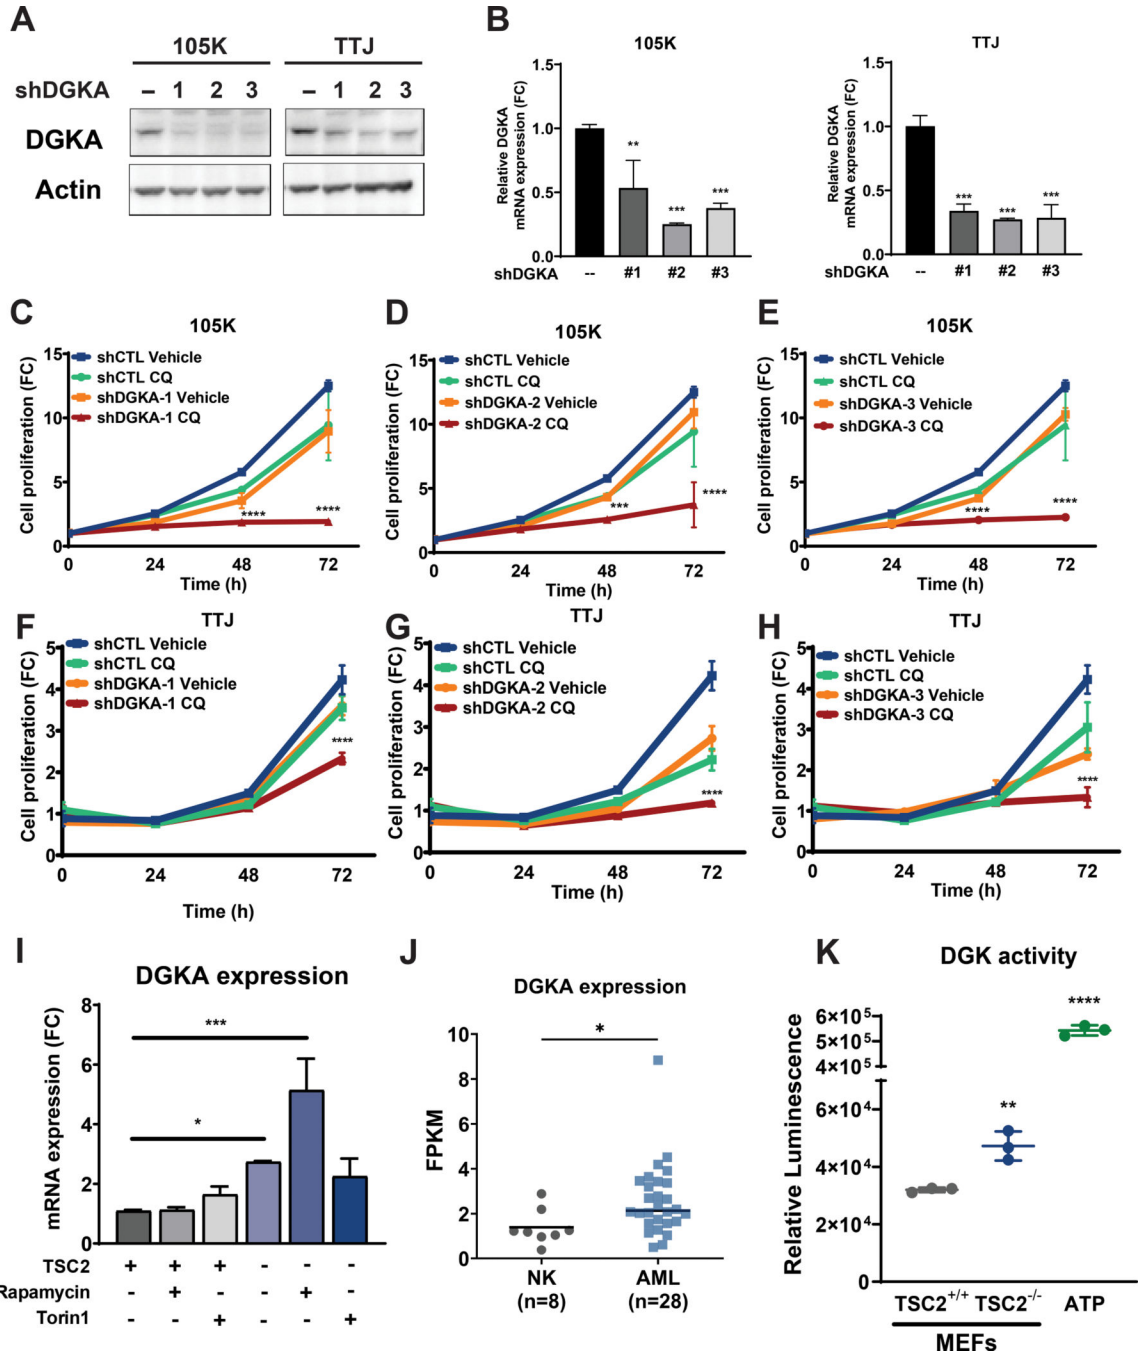 A
105K TTJ
shDGKA – 1 2 3 – 1 2 3
DGKA
Actin
B
105K
Relative DGKA
mRNA expression (FC)
1.5
1.0
0.5
0.0
** *** ***
shDGKA -- #1 #2 #3
TTJ
Relative DGKA
mRNA expression (FC)
1.5
1.0
0.5
0.0
*** *** ***
shDGKA -- #1 #2 #3
C
105K
Cell proliferation (FC)
15
10
5
0
shCTL Vehicle
shCTL CQ
shDGKA-1 Vehicle
shDGKA-1 CQ
**** ****
0 24 48 72
Time (h)
D
105K
Cell proliferation (FC)
15
10
5
0
shCTL Vehicle
shCTL CQ
shDGKA-2 Vehicle
shDGKA-2 CQ
*** ****
0 24 48 72
Time (h)
E
105K
Cell proliferation (FC)
15
10
5
0
shCTL Vehicle
shCTL CQ
shDGKA-3 Vehicle
shDGKA-3 CQ
**** ****
0 24 48 72
Time (h)
F
TTJ
Cell proliferation (FC)
5
4
3
2
1
0
shCTL Vehicle
shCTL CQ
shDGKA-1 Vehicle
shDGKA-1 CQ
****
0 24 48 72
Time (h)
G
TTJ
Cell proliferation (FC)
5
4
3
2
1
0
shCTL Vehicle
shCTL CQ
shDGKA-2 Vehicle
shDGKA-2 CQ
****
0 24 48 72
Time (h)
H
TTJ
Cell proliferation (FC)
5
4
3
2
1
0
shCTL Vehicle
shCTL CQ
shDGKA-3 Vehicle
shDGKA-3 CQ
****
0 24 48 72
Time (h)
I
DGKA expression
mRNA expression (FC)
8
6
4
2
0
***
*
TSC2 + + + - - -
Rapamycin - + - - + -
Torin1 - - + - - +
J
DGKA expression
FPKM
10
8
6
4
2
0
*
NK AML
(n=8) (n=28)
K
DGK activity
Relative Luminescence
6×10⁵
5×10⁵
4×10⁵
6×10⁴
4×10⁴
2×10⁴
0
****
**
TSC2⁺/⁺ TSC2⁻/⁻ ATP
MEFs